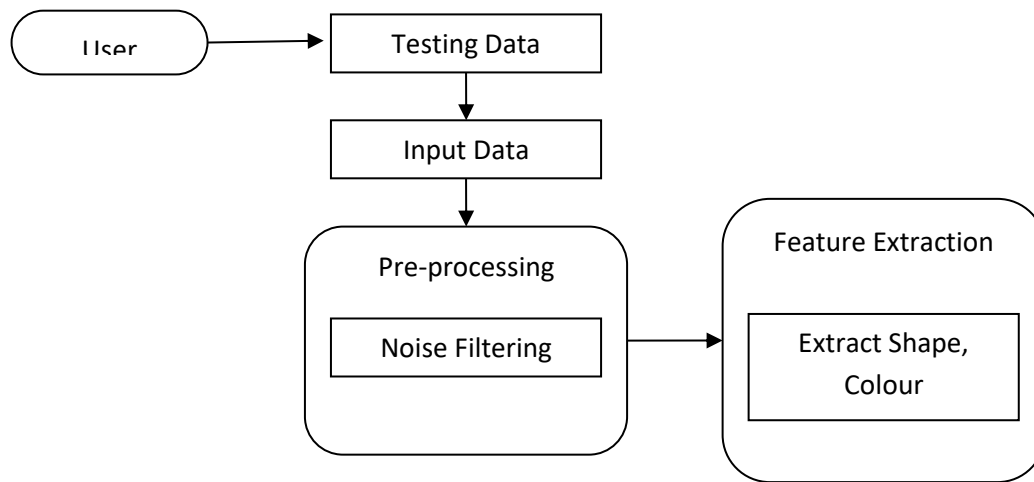 User
Testing Data
Input Data
Pre-processing
Noise Filtering
Feature Extraction
Extract Shape,
Colour